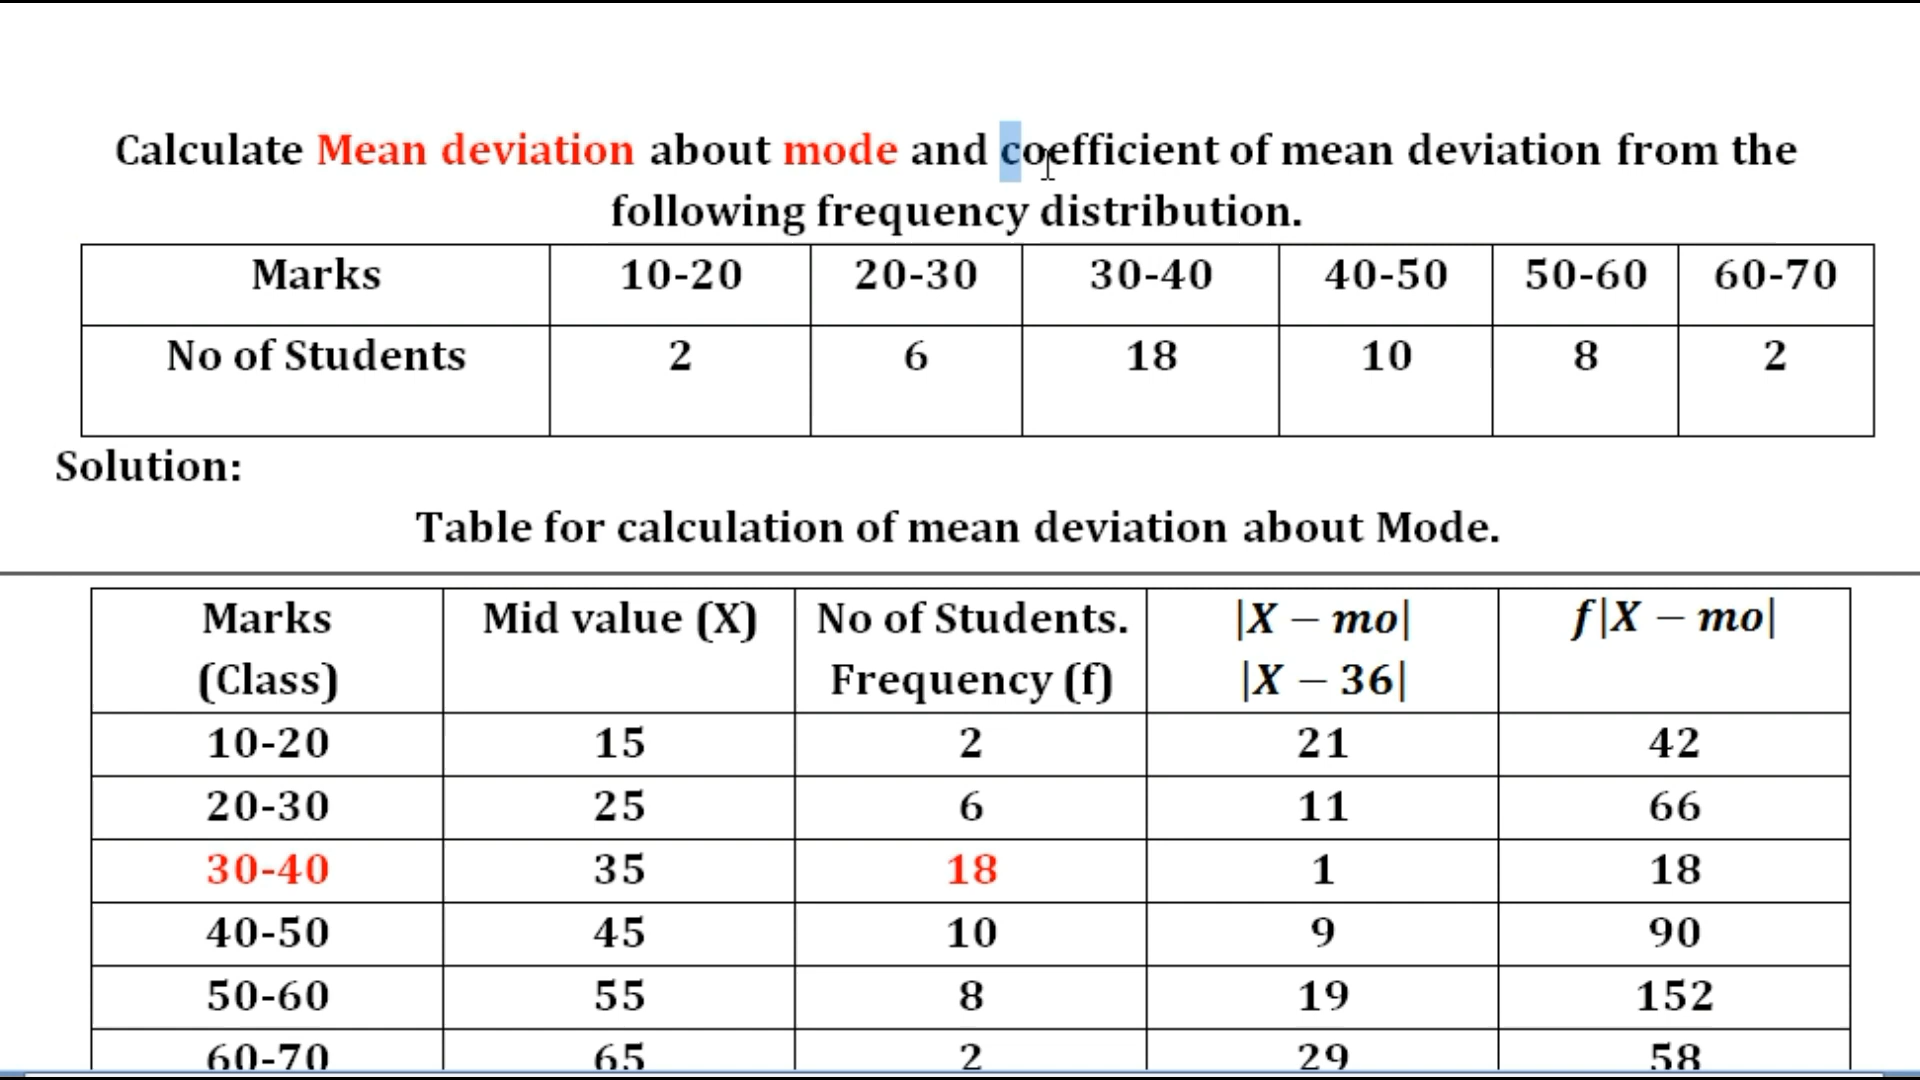 Calculate Mean deviation about mode and coefficient of mean deviation from the
following frequency distribution.
Marks 10-20 20-30 30-40 40-50 50-60 60-70
No of Students 2 6 18 10 8 2
Solution:
Table for calculation of mean deviation about Mode.
Marks Mid value (X) No of Students. |X − mo| f|X − mo|
(Class) Frequency (f) |X − 36|
10-20 15 2 21 42
20-30 25 6 11 66
30-40 35 18 1 18
40-50 45 10 9 90
50-60 55 8 19 152
60-70 65 2 29 58